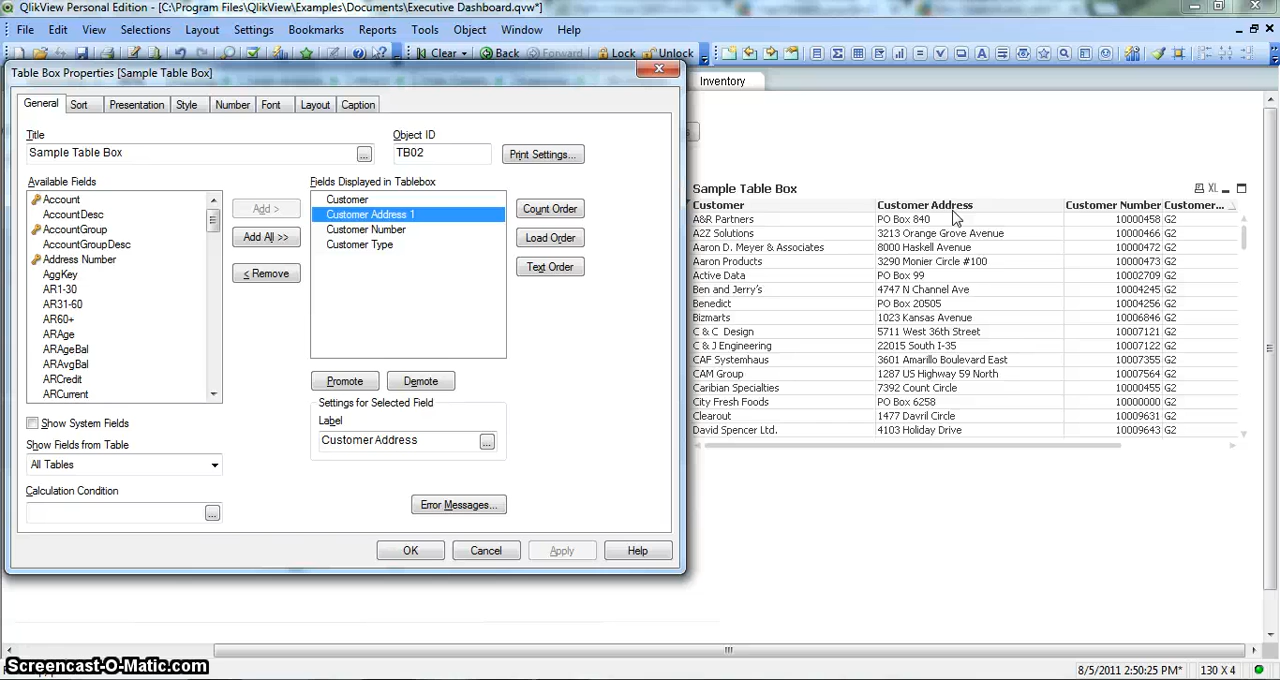 QlikView Personal Edition - [C:\Program Files\QlikView\Examples\Documents\Executive Dashboard.qvw*]
File Edit View Selections Layout Settings Bookmarks Reports Tools Object Window Help
Clear Back Forward Lock Unlock
Table Box Properties [Sample Table Box]
General Sort Presentation Style Number Font Layout Caption
Title
Sample Table Box
...
Object ID
TB02
Print Settings...
Available Fields
Account
AccountDesc
AccountGroup
AccountGroupDesc
Address Number
AggKey
AR1-30
AR31-60
AR60+
ARAge
ARAgeBal
ARAvgBal
ARCredit
ARCurrent
Add >
Add All >>
< Remove
Fields Displayed in Tablebox
Customer
Customer Address 1
Customer Number
Customer Type
Count Order
Load Order
Text Order
Promote Demote
Settings for Selected Field
Label
Customer Address
...
Show System Fields
Show Fields from Table
All Tables
Calculation Condition
...
Error Messages...
OK Cancel Apply Help
Inventory
Sample Table Box XL
Customer Customer Address Customer Number Customer...
A&R Partners PO Box 840 10000458 G2
A2Z Solutions 3213 Orange Grove Avenue 10000466 G2
Aaron D. Meyer & Associates 8000 Haskell Avenue 10000472 G2
Aaron Products 3290 Monier Circle #100 10000473 G2
Active Data PO Box 99 10002709 G2
Ben and Jerry's 4747 N Channel Ave 10004245 G2
Benedict PO Box 20505 10004256 G2
Bizmarts 1023 Kansas Avenue 10006846 G2
C & C Design 5711 West 36th Street 10007121 G2
C & J Engineering 22015 South I-35 10007122 G2
CAF Systemhaus 3601 Amarillo Boulevard East 10007355 G2
CAM Group 1287 US Highway 59 North 10007564 G2
Caribian Specialties 7392 Count Circle 10000455 G2
City Fresh Foods PO Box 6258 10000000 G2
Clearout 1477 Davril Circle 10009631 G2
David Spencer Ltd. 4103 Holiday Drive 10009643 G2
Screencast-O-Matic.com
8/5/2011 2:50:25 PM* 130 X 4